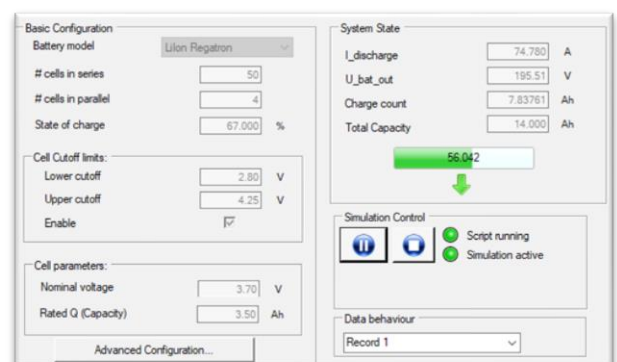 Basic Configuration
Battery model LiIon Regatron
# cells in series 50
# cells in parallel 4
State of charge 67.000 %
Cell Cutoff limits:
Lower cutoff 2.80 V
Upper cutoff 4.25 V
Enable
Cell parameters:
Nominal voltage 3.70 V
Rated Q (Capacity) 3.50 Ah
Advanced Configuration...
System State
I_discharge 74.780 A
U_bat_out 195.51 V
Charge count 7.83761 Ah
Total Capacity 14.000 Ah
56.042
Simulation Control
Script running
Simulation active
Data behaviour
Record 1